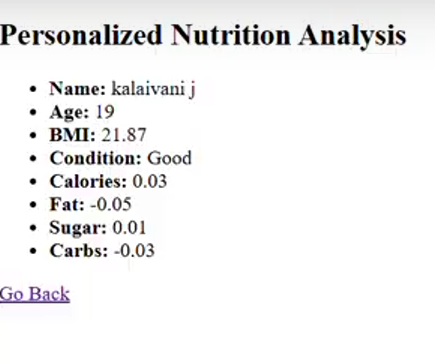 Personalized Nutrition Analysis
• Name: kalaivani j
• Age: 19
• BMI: 21.87
• Condition: Good
• Calories: 0.03
• Fat: -0.05
• Sugar: 0.01
• Carbs: -0.03
Go Back